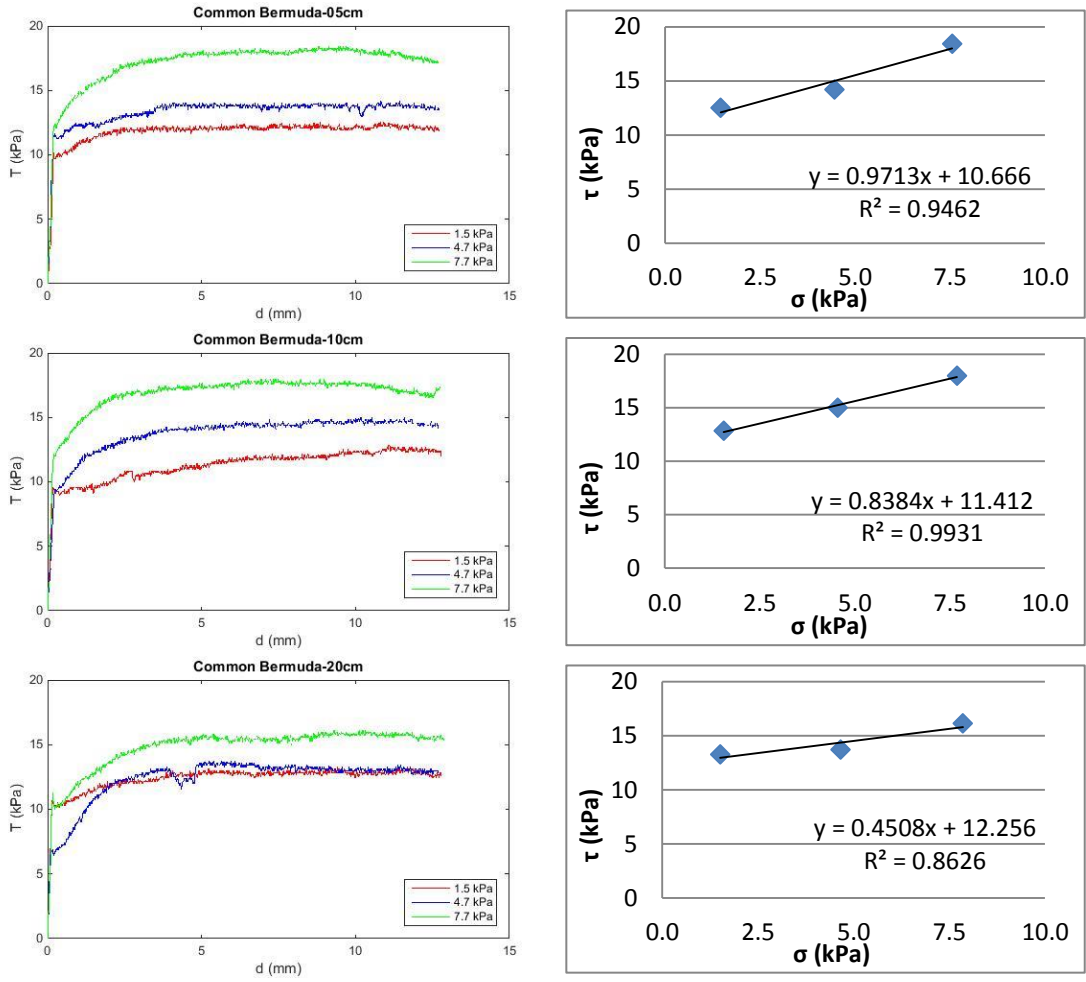 Common Bermuda-05cm
20
15
10
5
0
T (kPa)
0 5 10 15
d (mm)
1.5 kPa
4.7 kPa
7.7 kPa
20
15
10
5
0
τ (kPa)
y = 0.9713x + 10.666
R² = 0.9462
0.0 2.5 5.0 7.5 10.0
σ (kPa)
Common Bermuda-10cm
20
15
10
5
0
T (kPa)
0 5 10 15
d (mm)
1.5 kPa
4.7 kPa
7.7 kPa
20
15
10
5
0
τ (kPa)
y = 0.8384x + 11.412
R² = 0.9931
0.0 2.5 5.0 7.5 10.0
σ (kPa)
Common Bermuda-20cm
20
15
10
5
0
T (kPa)
0 5 10 15
d (mm)
1.5 kPa
4.7 kPa
7.7 kPa
20
15
10
5
0
τ (kPa)
y = 0.4508x + 12.256
R² = 0.8626
0.0 2.5 5.0 7.5 10.0
σ (kPa)